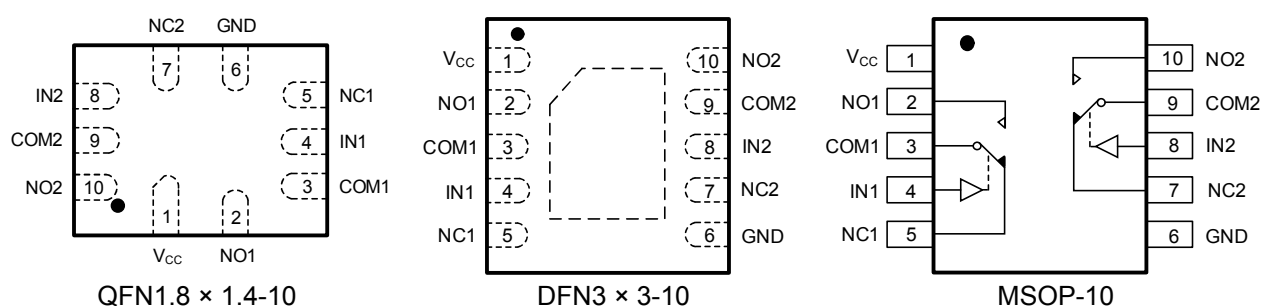 NC2 GND
7 6
IN2 8 5 NC1
COM2 9 4 IN1
NO2 10 3 COM1
1 2
VCC NO1
QFN1.8 × 1.4-10
VCC 1 10 NO2
NO1 2 9 COM2
COM1 3 8 IN2
IN1 4 7 NC2
NC1 5 6 GND
DFN3 × 3-10
VCC 1 10 NO2
NO1 2 9 COM2
COM1 3 8 IN2
IN1 4 7 NC2
NC1 5 6 GND
MSOP-10